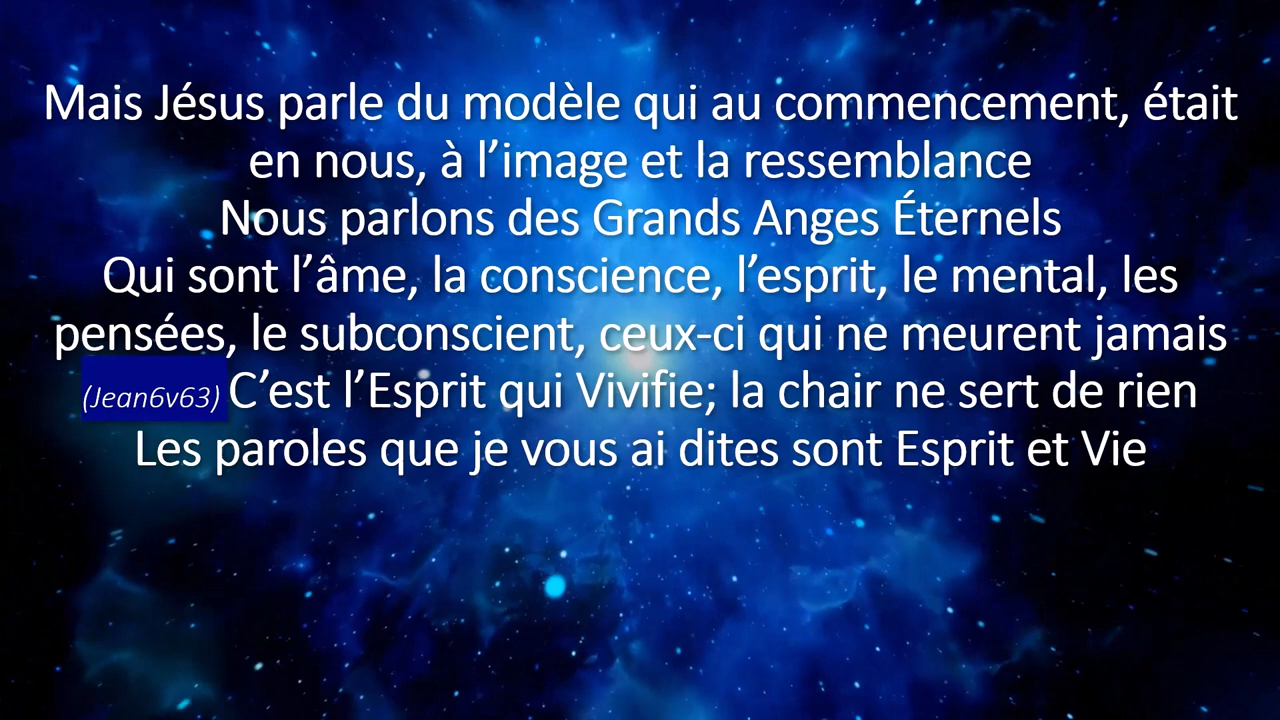 Mais Jésus parle du modèle qui au commencement, était
en nous, à l’image et la ressemblance
Nous parlons des Grands Anges Éternels
Qui sont l’âme, la conscience, l’esprit, le mental, les
pensées, le subconscient, ceux-ci qui ne meurent jamais
(Jean6v63) C’est l’Esprit qui Vivifie; la chair ne sert de rien
Les paroles que je vous ai dites sont Esprit et Vie